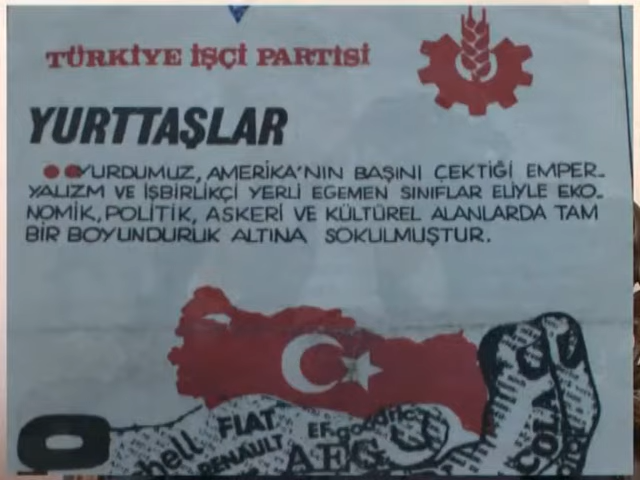 TÜRKİYE İŞÇİ PARTİSİ
YURTTAŞLAR
YURDUMUZ, AMERİKA'NIN BAŞINI ÇEKTİĞİ EMPER-
YALİZM VE İŞBİRLİKÇİ YERLİ EGEMEN SINIFLAR ELİYLE EKO-
NOMİK, POLİTİK, ASKERİ VE KÜLTÜREL ALANLARDA TAM
BİR BOYUNDURUK ALTINA SOKULMUŞTUR.
FIAT
shell
RENAULT
EF goodrich
AEG
COLA